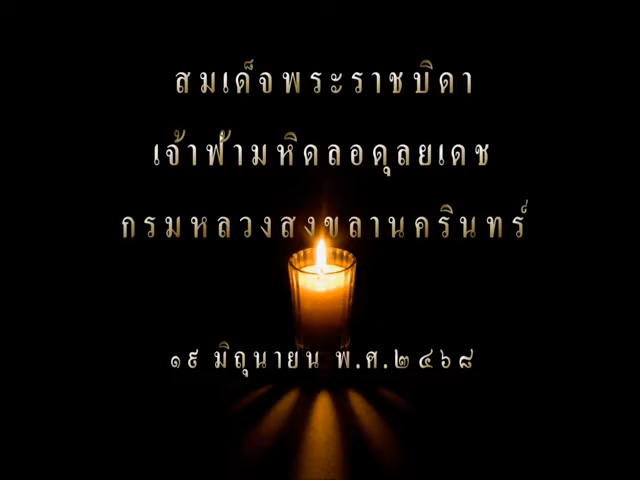 สมเด็จพระราชบิดา
เจ้าฟ้ามหิดลอดุลยเดช
กรมหลวงสงขลานครินทร์
๑๙ มิถุนายน พ.ศ.๒๔๖๘